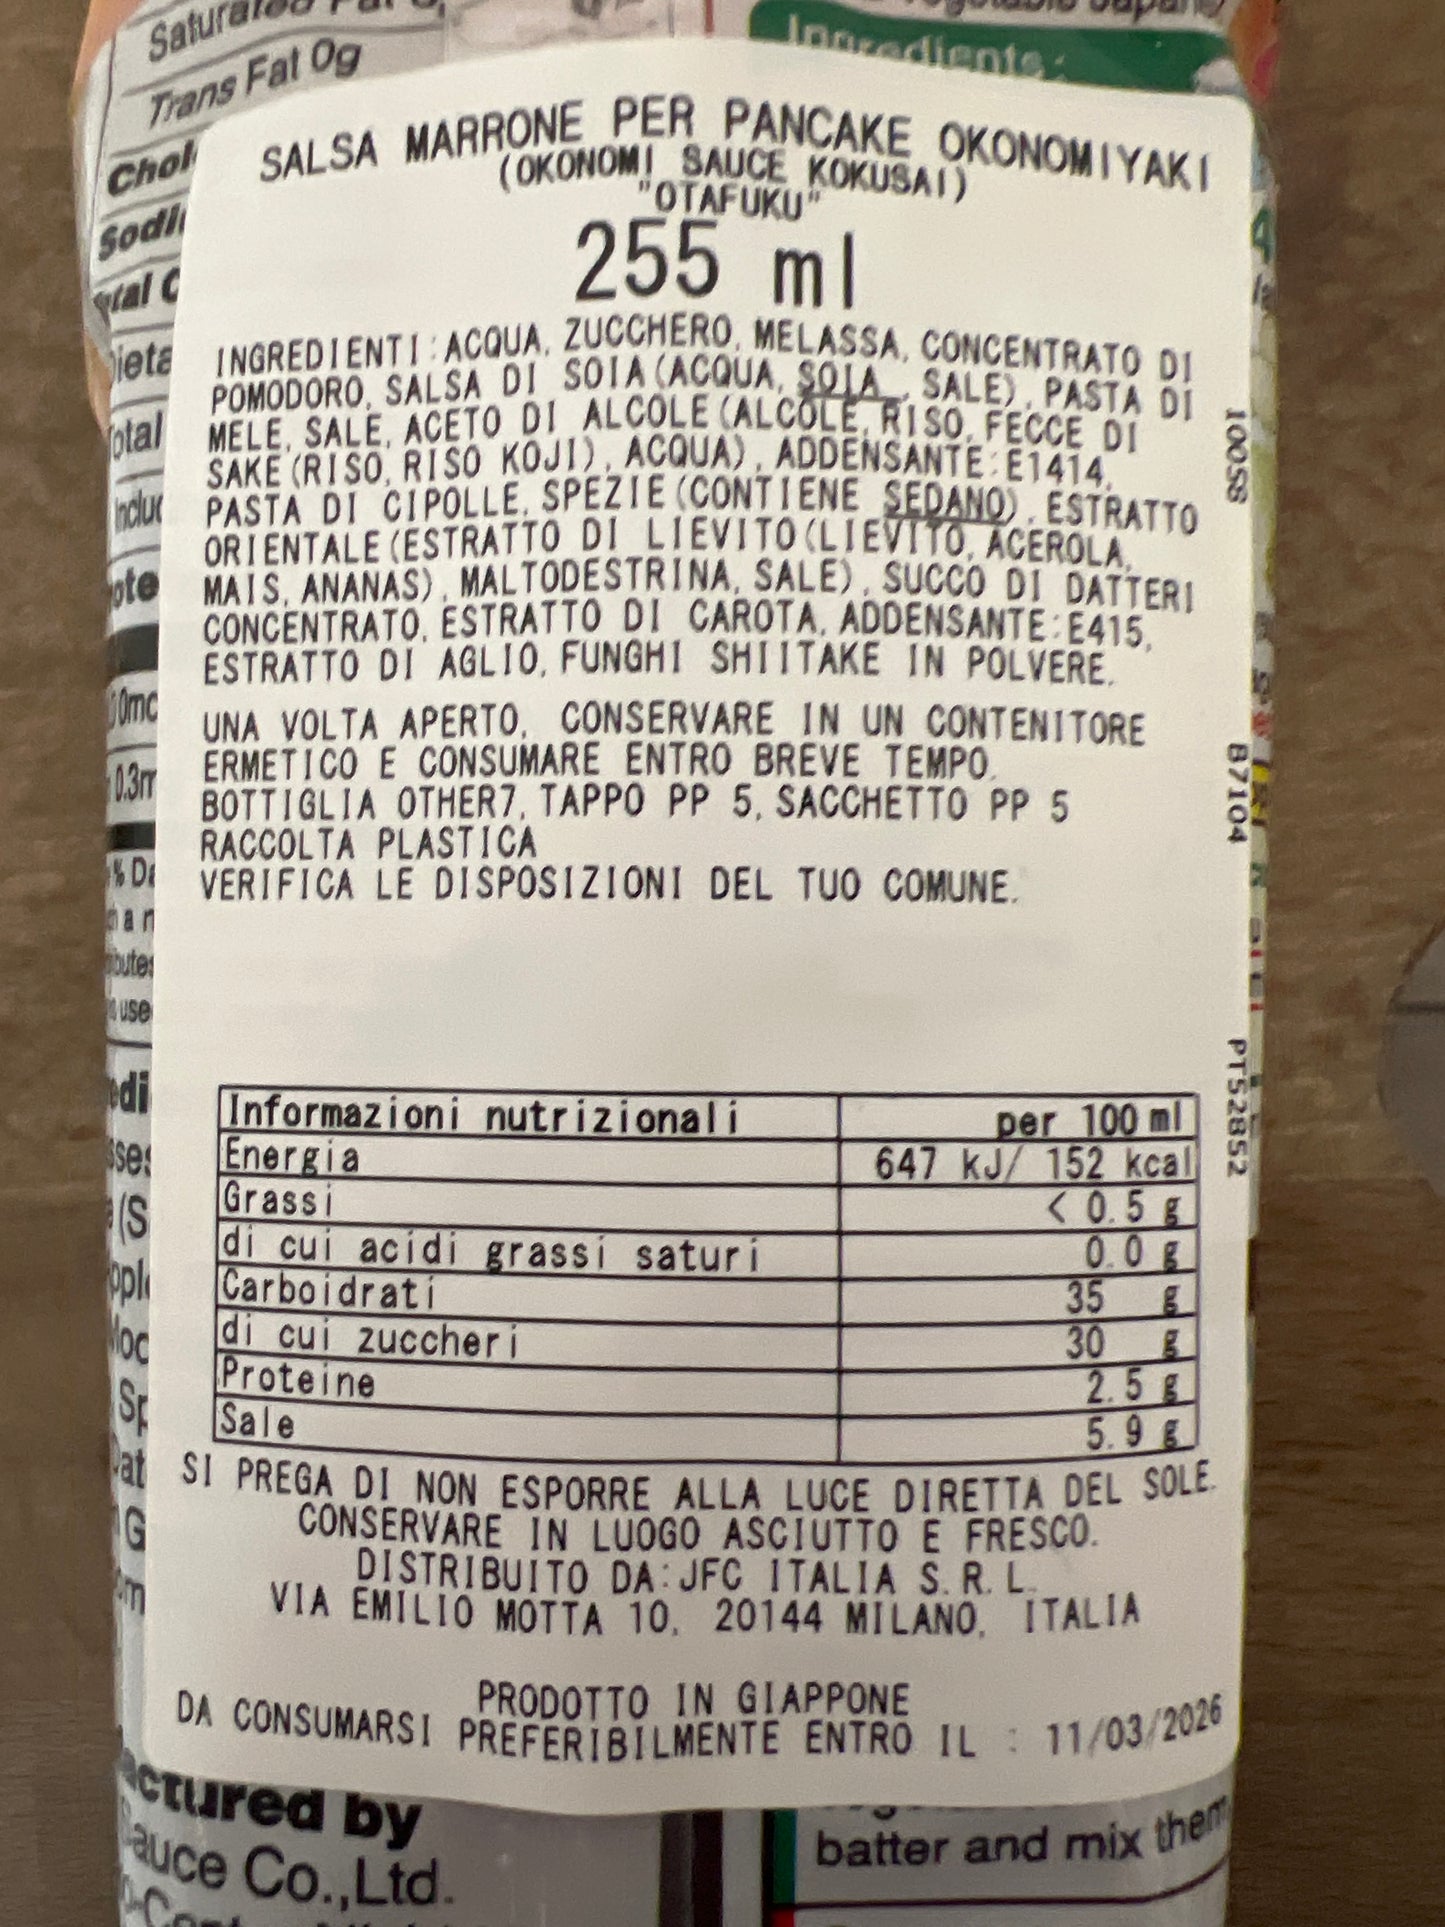 Trans Fat 0g
Ingredients:
SALSA MARRONE PER PANCAKE OKONOMIYAKI
(OKONOMI SAUCE KOKUSAI)
"OTAFUKU"
255 ml
INGREDIENTI:ACQUA, ZUCCHERO, MELASSA, CONCENTRATO DI
POMODORO, SALSA DI SOIA(ACQUA, SOIA , SALE), PASTA DI
MELE, SALE, ACETO DI ALCOLE(ALCOLE, RISO, FECCE DI
SAKE(RISO, RISO KOJI), ACQUA), ADDENSANTE:E1414,
PASTA DI CIPOLLE, SPEZIE(CONTIENE SEDANO), ESTRATTO
ORIENTALE(ESTRATTO DI LIEVITO(LIEVITO, ACEROLA,
MAIS, ANANAS), MALTODESTRINA, SALE), SUCCO DI DATTERI
CONCENTRATO, ESTRATTO DI CAROTA, ADDENSANTE:E415,
ESTRATTO DI AGLIO, FUNGHI SHIITAKE IN POLVERE.
UNA VOLTA APERTO, CONSERVARE IN UN CONTENITORE
ERMETICO E CONSUMARE ENTRO BREVE TEMPO.
BOTTIGLIA OTHER7, TAPPO PP 5, SACCHETTO PP 5
RACCOLTA PLASTICA
VERIFICA LE DISPOSIZIONI DEL TUO COMUNE.
10058
B7104
PT52852
Informazioni nutrizionali per 100 ml
Energia 647 kJ/ 152 kcal
Grassi < 0.5 g
di cui acidi grassi saturi 0.0 g
Carboidrati 35 g
di cui zuccheri 30 g
Proteine 2.5 g
Sale 5.9 g
SI PREGA DI NON ESPORRE ALLA LUCE DIRETTA DEL SOLE.
CONSERVARE IN LUOGO ASCIUTTO E FRESCO.
DISTRIBUITO DA:JFC ITALIA S.R.L.
VIA EMILIO MOTTA 10, 20144 MILANO, ITALIA
PRODOTTO IN GIAPPONE
DA CONSUMARSI PREFERIBILMENTE ENTRO IL : 11/03/2026
by
Co.,Ltd.
batter and mix them